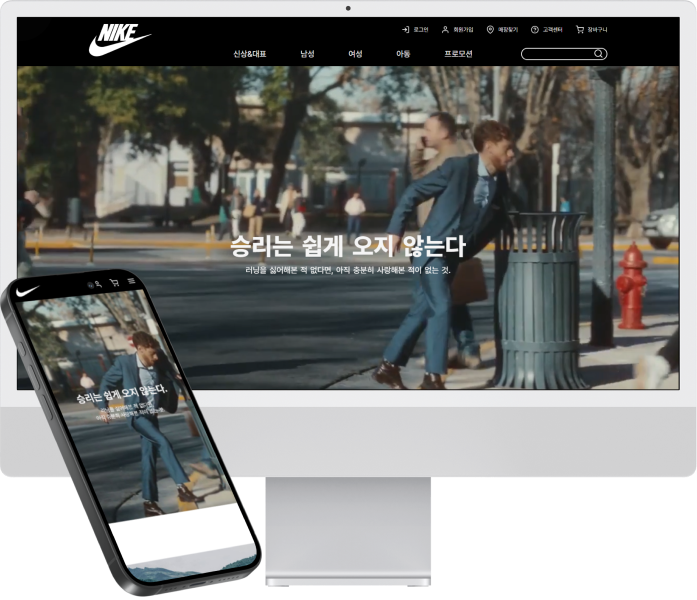 NIKE
로그인 회원가입 매장찾기 고객센터 장바구니
신상&대표 남성 여성 아동 프로모션
승리는 쉽게 오지 않는다
러닝을 싫어해본 적 없다면, 아직 충분히 사랑해본 적이 없는 것.
승리는 쉽게 오지 않는다.